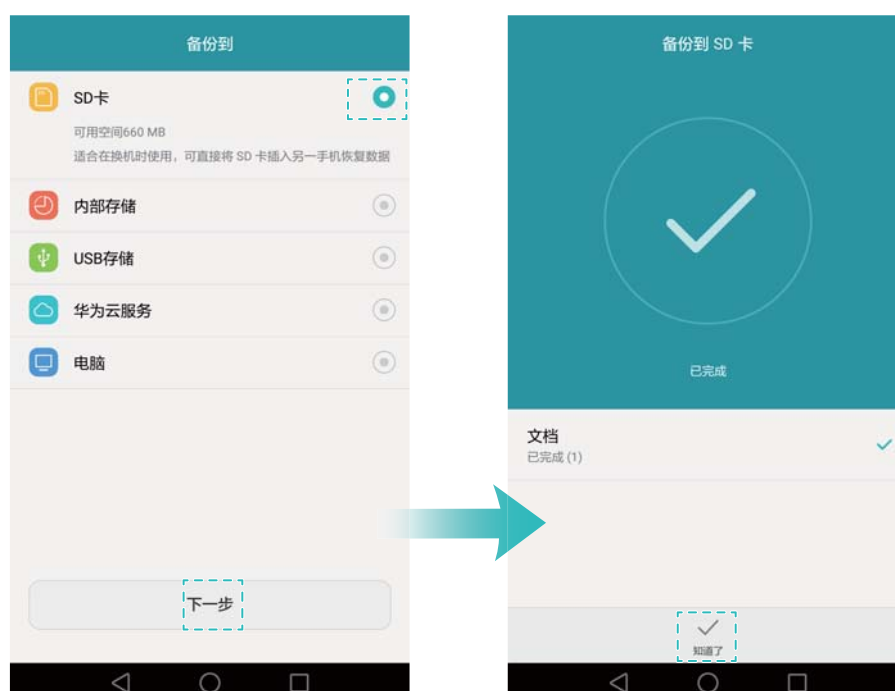 备份到
SD卡
可用空间660 MB
适合在换机时使用，可直接将 SD 卡插入另一手机恢复数据
内部存储
USB存储
华为云服务
电脑
下一步
备份到 SD 卡
已完成
文档
已完成 (1)
知道了